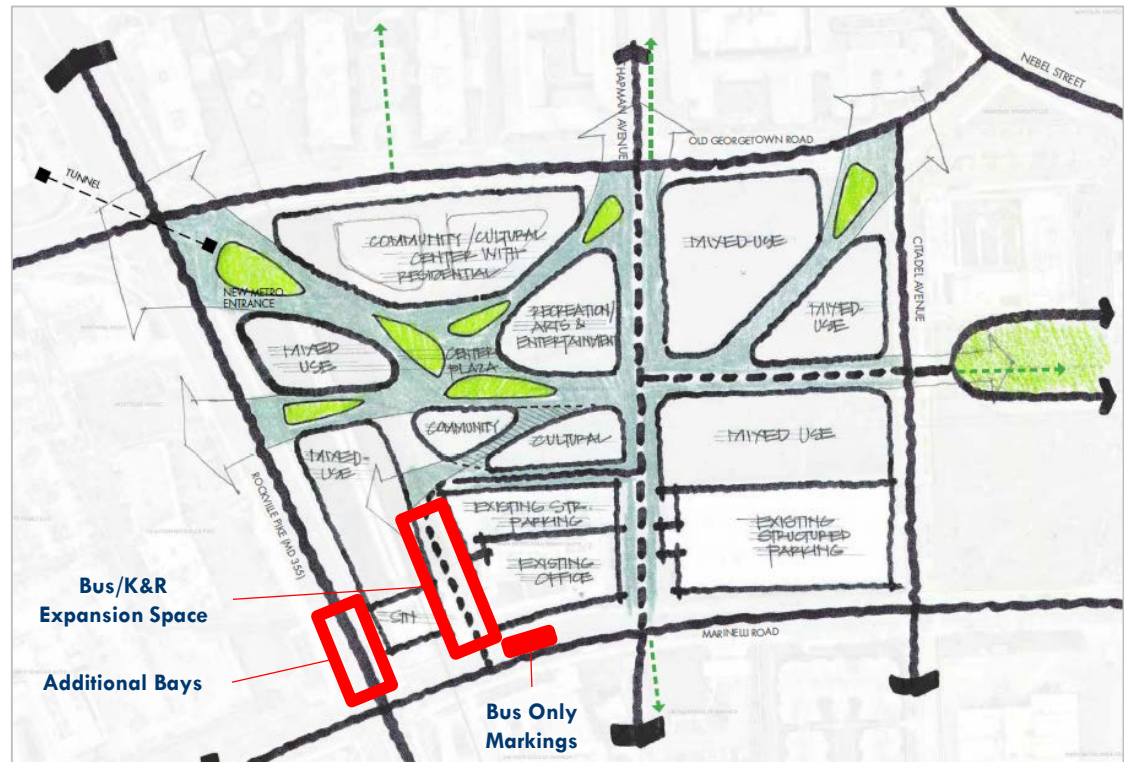 NEBEL STREET
CHAPMAN AVENUE
OLD GEORGETOWN ROAD
TUNNEL
COMMUNITY/CULTURAL
CENTER WITH
RESIDENTIAL
MIXED-USE
NEW METRO
ENTRANCE
RECREATION/
ARTS &
ENTERTAINMENT
MIXED-
USE
CITADEL AVENUE
MIXED
USE
CENTER
PLAZA
COMMUNITY
CULTURAL
MIXED USE
MIXED-
USE
ROCKVILLE PIKE (MD 355)
EXISTING STR.
PARKING
EXISTING
STRUCTURED
PARKING
EXISTING
OFFICE
Bus/K&R
Expansion Space
MARINELLI ROAD
Additional Bays
Bus Only
Markings